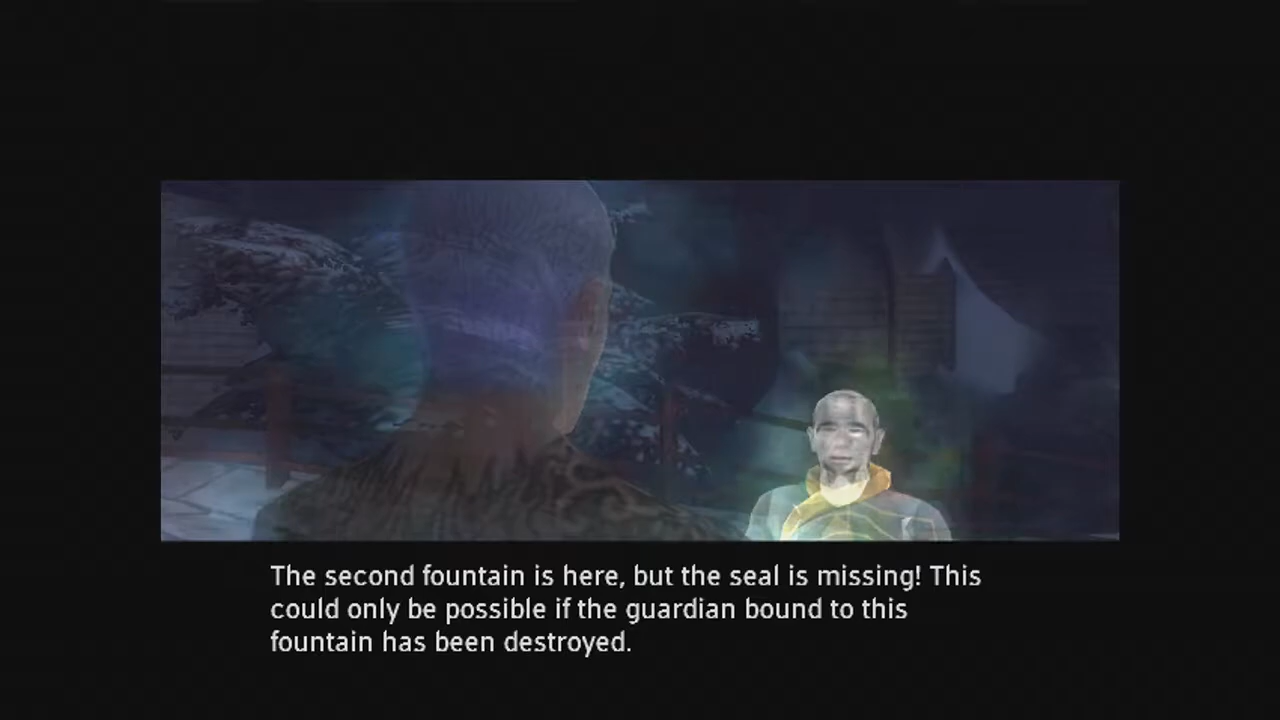 The second fountain is here, but the seal is missing! This
could only be possible if the guardian bound to this
fountain has been destroyed.